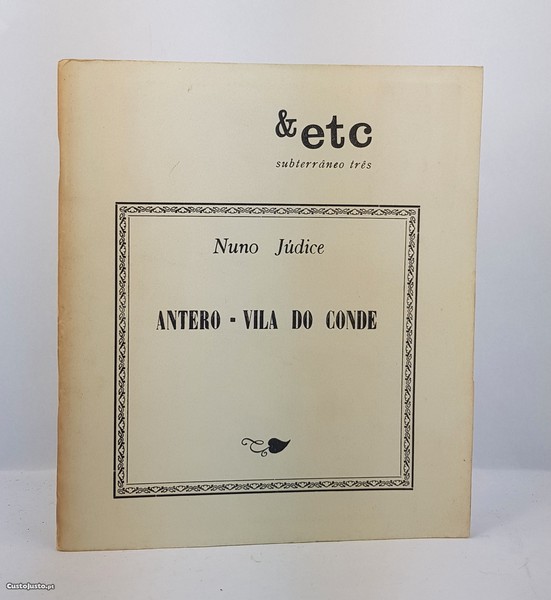 &etc
subterrâneo três
Nuno Júdice
ANTERO - VILA DO CONDE
CustoJusto.pt